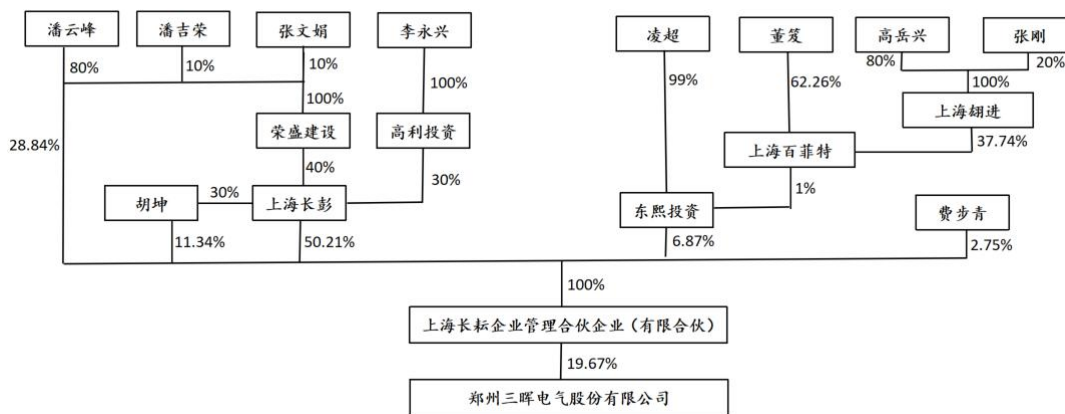 潘云峰
潘吉荣
张文娟
李永兴
凌超
董笈
高岳兴
张刚
80%
10%
10%
100%
99%
62.26%
80%
20%
100%
100%
荣盛建设
高利投资
上海翃进
28.84%
上海百菲特
37.74%
40%
30%
1%
胡坤
30%
上海长彭
东熙投资
费步青
11.34%
50.21%
6.87%
2.75%
100%
上海长耘企业管理合伙企业（有限合伙）
19.67%
郑州三晖电气股份有限公司